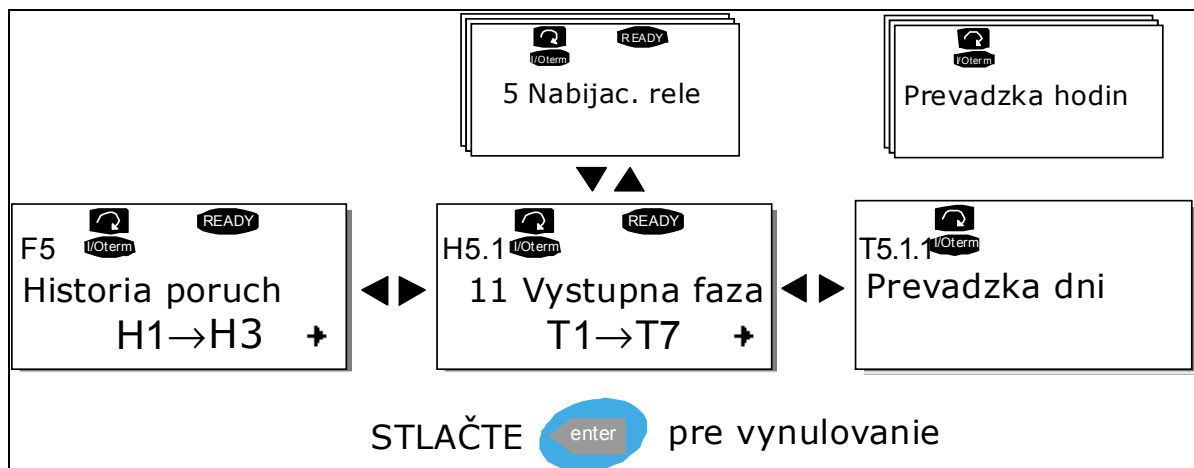 READY
I/Oterm
5 Nabijac. rele
I/Oterm
Prevadzka hodin
READY
F5 I/Oterm
Historia poruch
H1→H3
READY
H5.1 I/Oterm
11 Vystupna faza
T1→T7
T5.1.1 I/Oterm
Prevadzka dni
STLAČTE enter pre vynulovanie